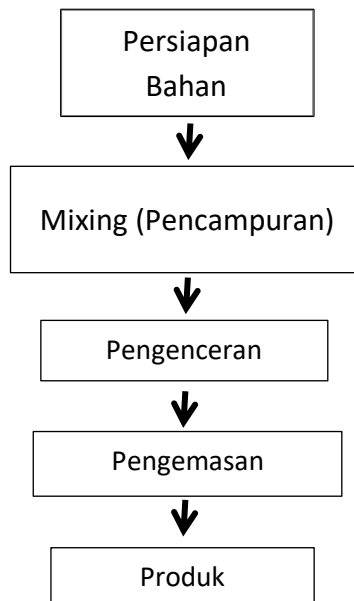 Persiapan
Bahan
Mixing (Pencampuran)
Pengenceran
Pengemasan
Produk